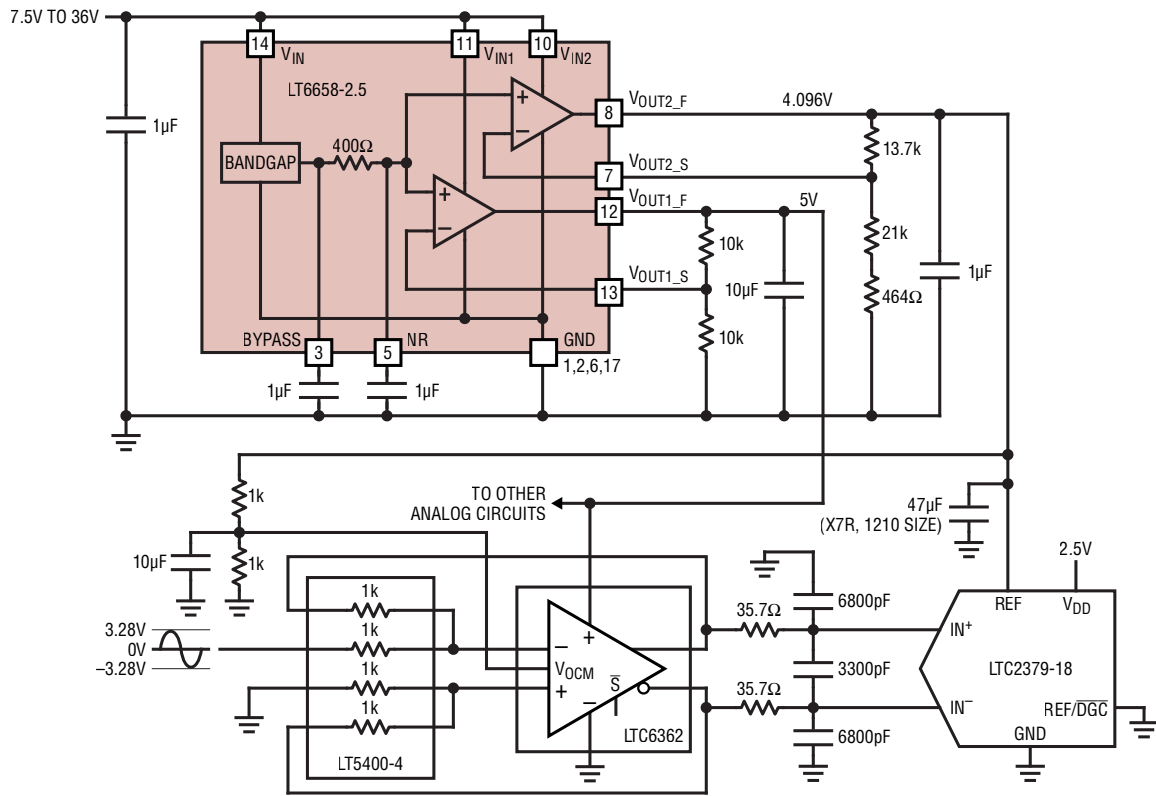 7.5V TO 36V
14
VIN
11
VIN1
10
VIN2
LT6658-2.5
1µF
400Ω
BANDGAP
+
−
+
−
8
VOUT2_F
4.096V
13.7k
7
VOUT2_S
12
VOUT1_F
5V
10k
21k
13
VOUT1_S
10µF
464Ω
1µF
10k
BYPASS
3
5
NR
GND
1,2,6,17
1µF
1µF
1k
TO OTHER
ANALOG CIRCUITS
47µF
(X7R, 1210 SIZE)
10µF
1k
2.5V
1k
1k
1k
1k
LT5400-4
3.28V
0V
−3.28V
+
−
VOCM
+
−
S
LTC6362
35.7Ω
6800pF
3300pF
35.7Ω
6800pF
REF
VDD
IN+
LTC2379-18
IN−
REF/DGC
GND